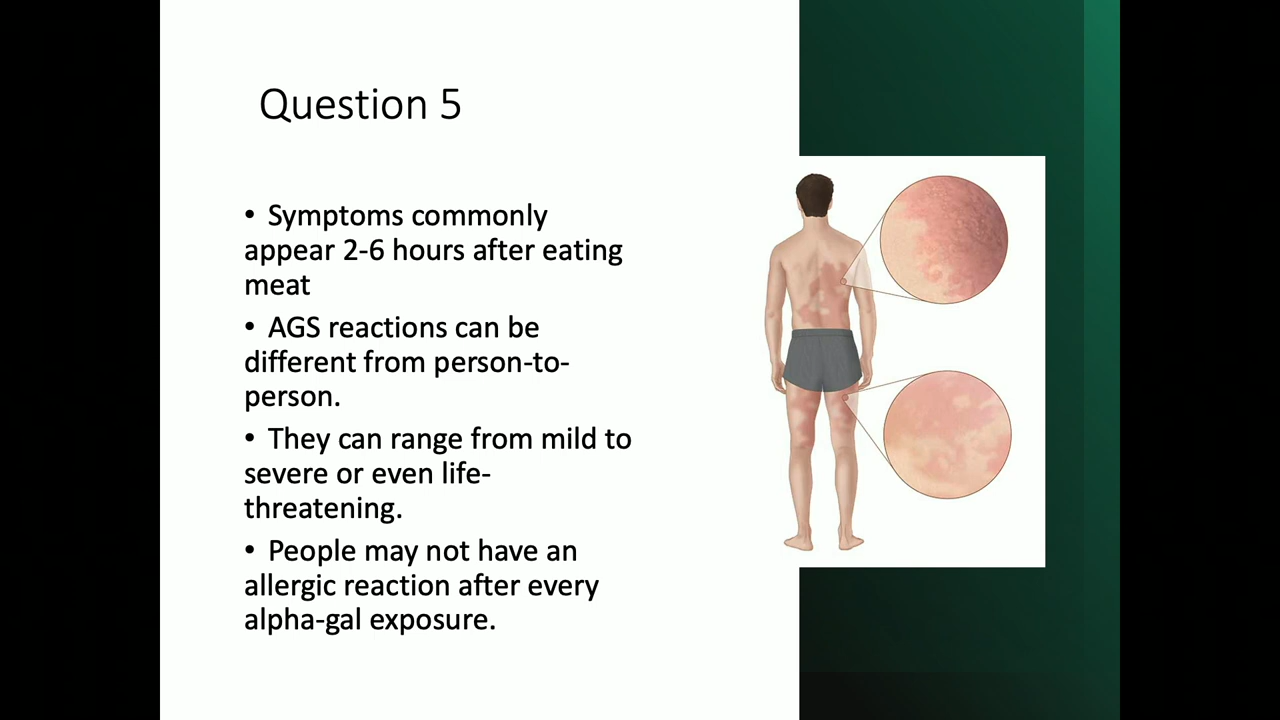 Question 5
• Symptoms commonly
appear 2-6 hours after eating
meat
• AGS reactions can be
different from person-to-
person.
• They can range from mild to
severe or even life-
threatening.
• People may not have an
allergic reaction after every
alpha-gal exposure.